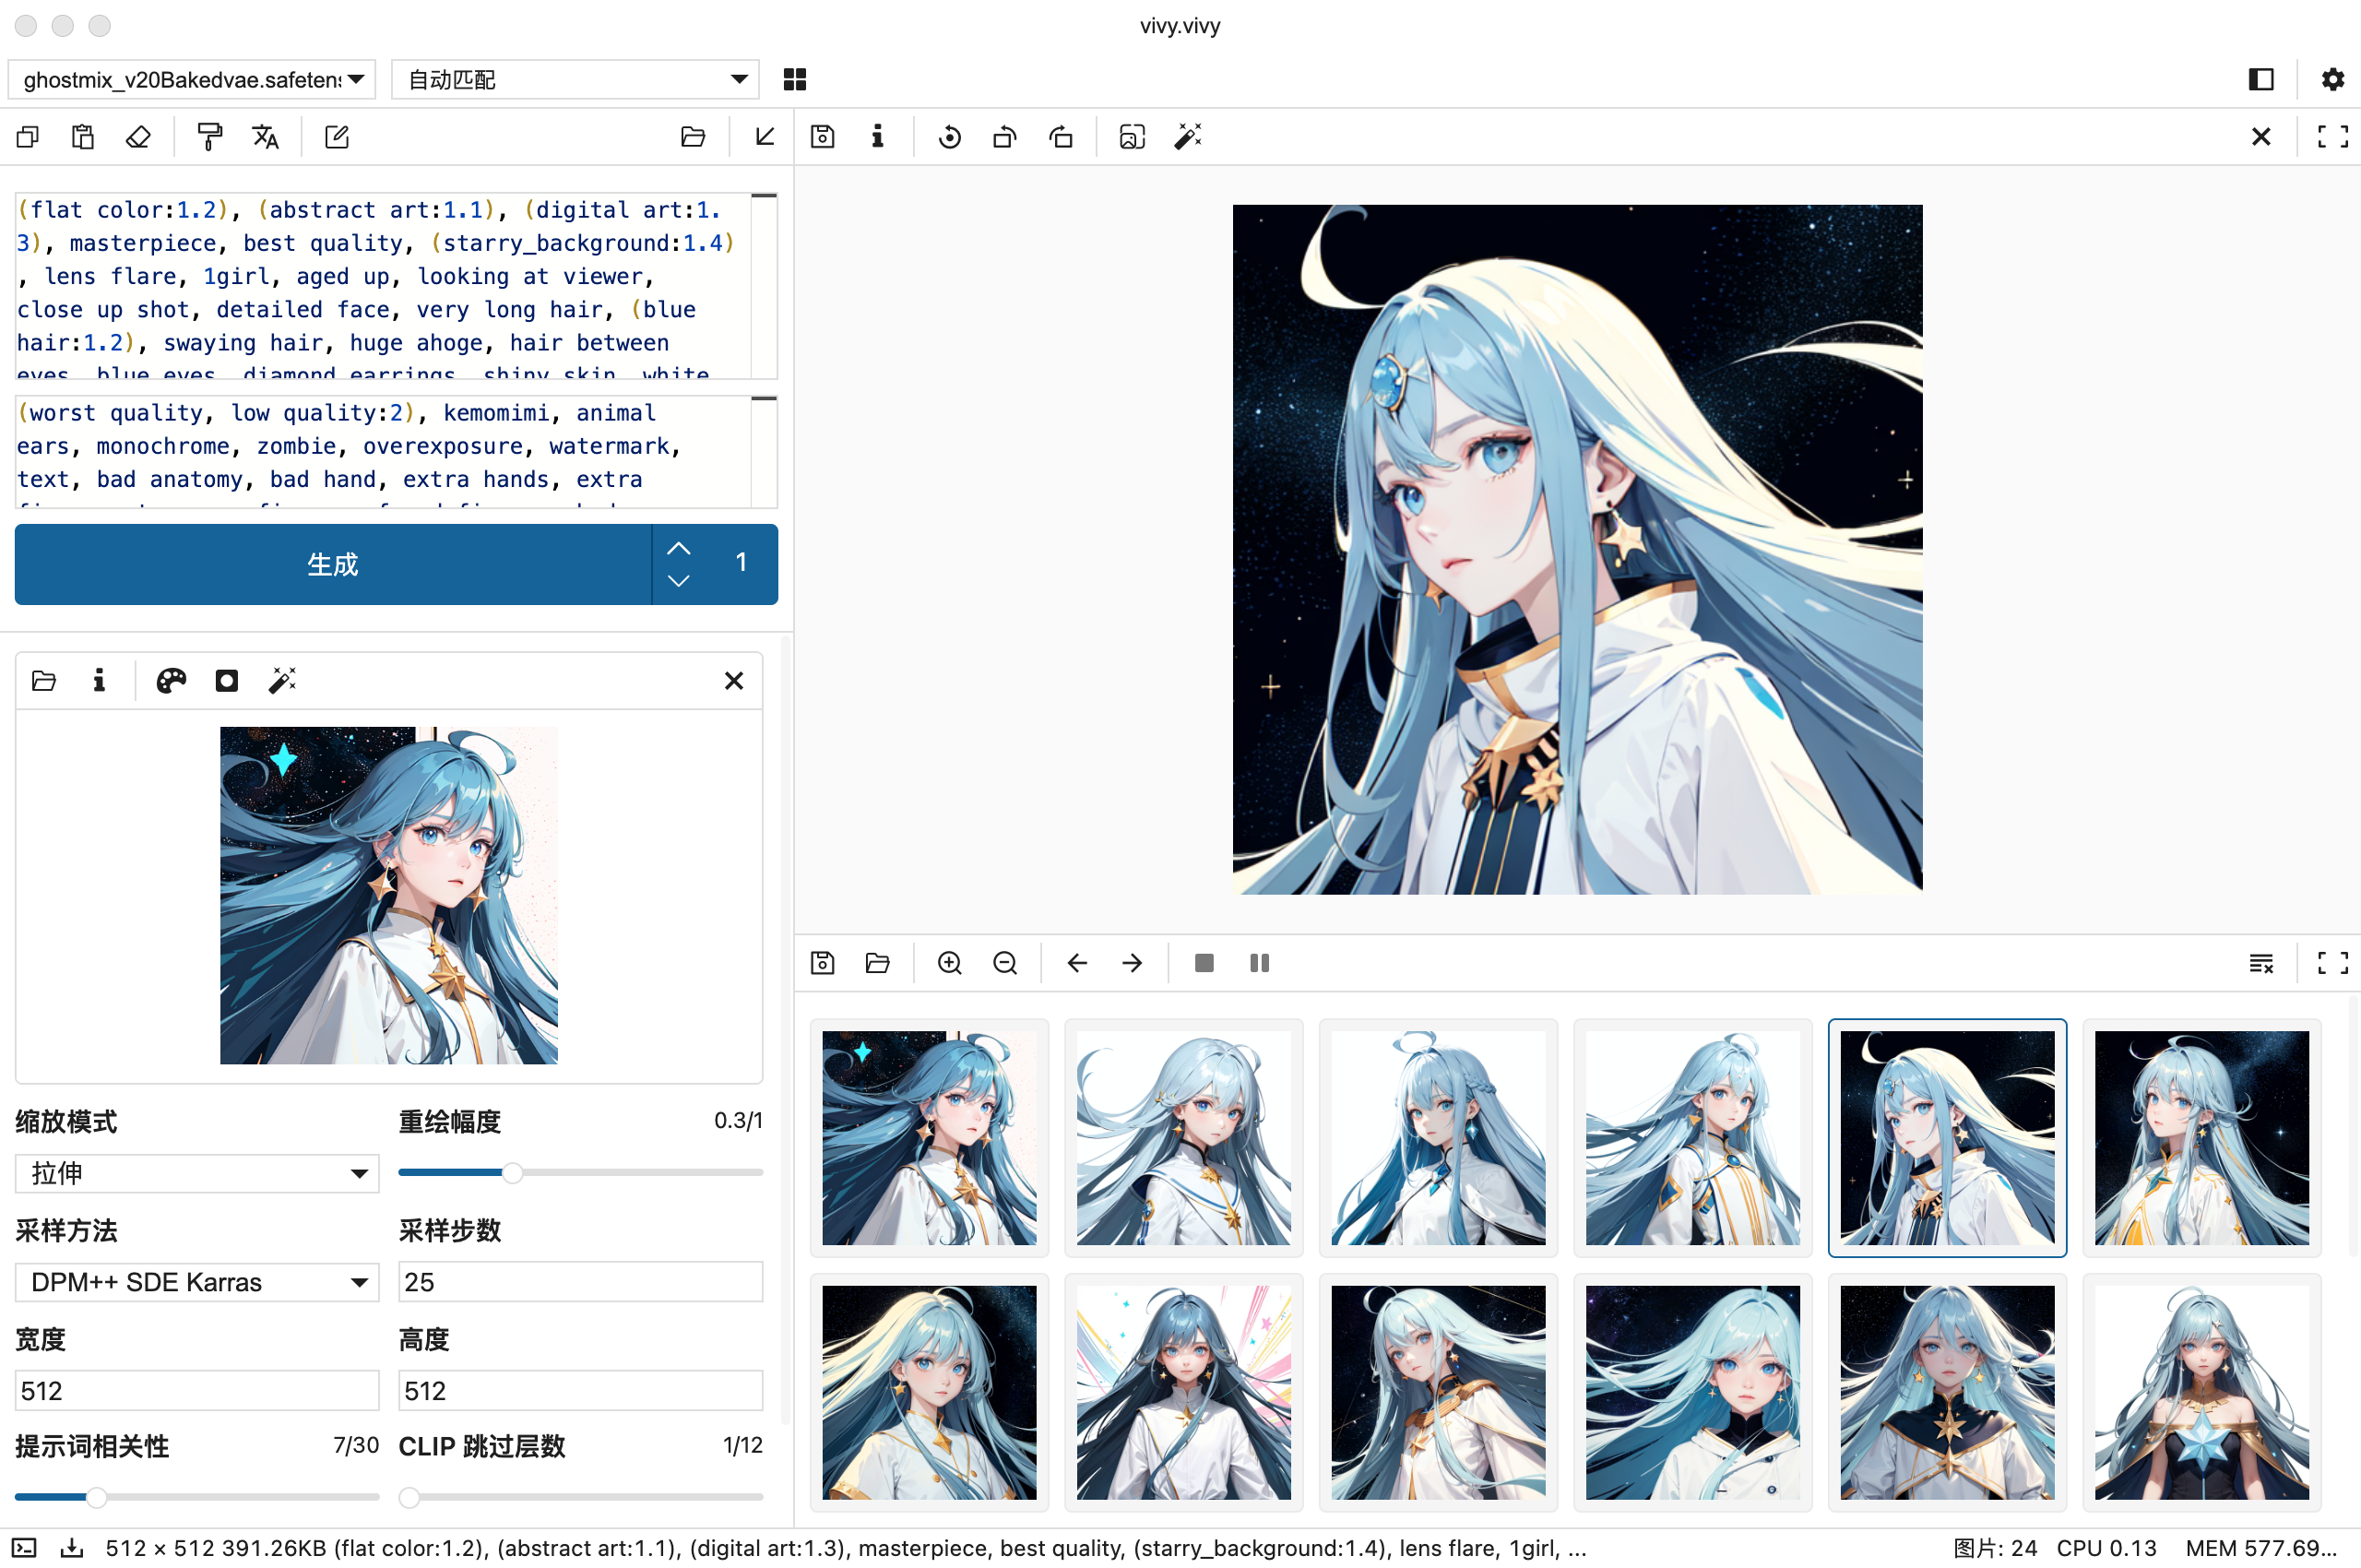 vivy.vivy
ghostmix_v20Bakedvae.safeten
自动匹配
(flat color:1.2), (abstract art:1.1), (digital art:1.
3), masterpiece, best quality, (starry_background:1.4)
, lens flare, 1girl, aged up, looking at viewer,
close up shot, detailed face, very long hair, (blue
hair:1.2), swaying hair, huge ahoge, hair between
eyes, blue eyes, diamond earrings, shiny skin, white
(worst quality, low quality:2), kemomimi, animal
ears, monochrome, zombie, overexposure, watermark,
text, bad anatomy, bad hand, extra hands, extra
生成
1
缩放模式
重绘幅度
0.3/1
拉伸
采样方法
采样步数
DPM++ SDE Karras
25
宽度
高度
512
512
提示词相关性
7/30
CLIP 跳过层数
1/12
512 × 512 391.26KB (flat color:1.2), (abstract art:1.1), (digital art:1.3), masterpiece, best quality, (starry_background:1.4), lens flare, 1girl, ...
图片: 24
CPU 0.13
MEM 577.69...